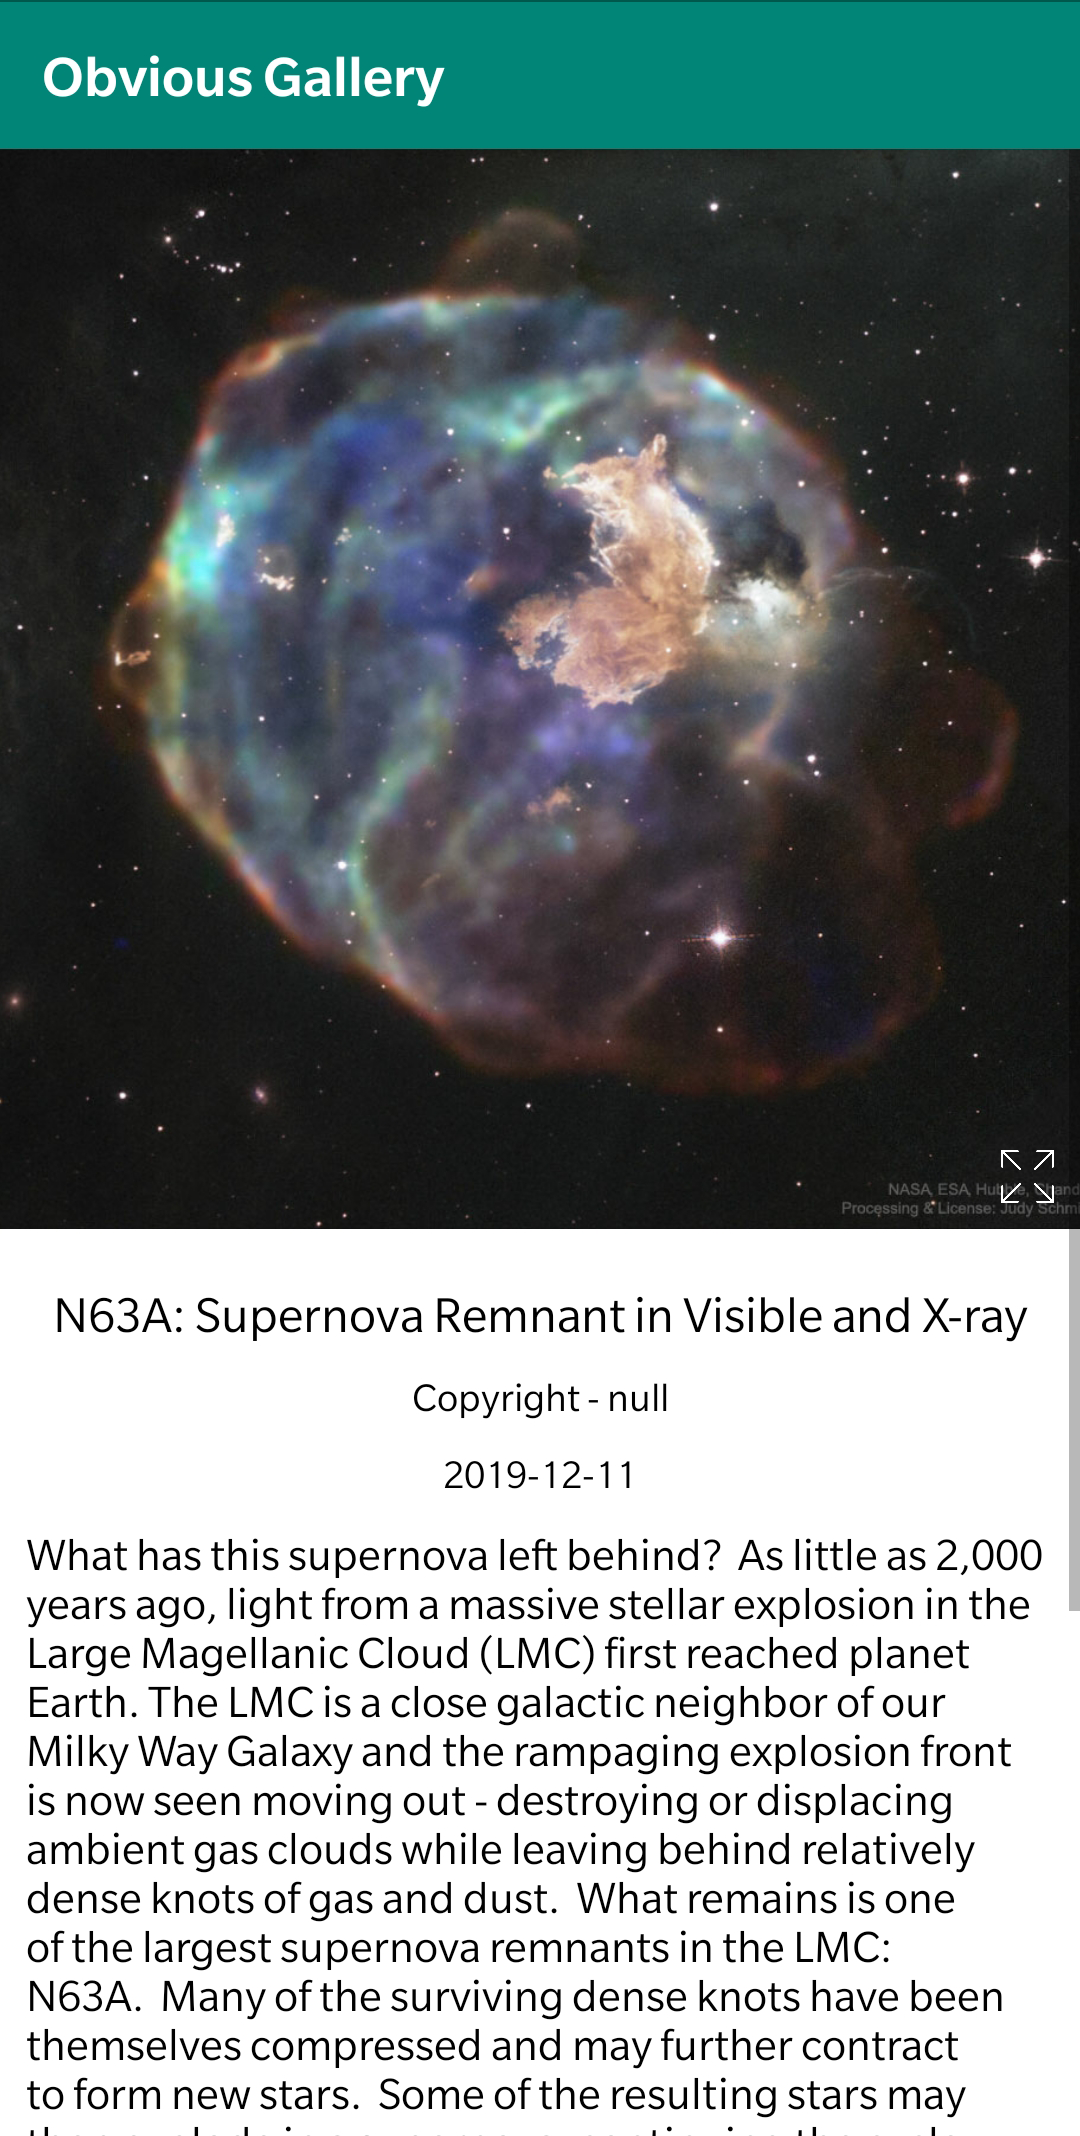 Obvious Gallery
NASA, ESA, Hubble, Chand
Processing & License: Judy Schmi
N63A: Supernova Remnant in Visible and X-ray
Copyright - null
2019-12-11
What has this supernova left behind?  As little as 2,000
years ago, light from a massive stellar explosion in the
Large Magellanic Cloud (LMC) first reached planet
Earth. The LMC is a close galactic neighbor of our
Milky Way Galaxy and the rampaging explosion front
is now seen moving out - destroying or displacing
ambient gas clouds while leaving behind relatively
dense knots of gas and dust.  What remains is one
of the largest supernova remnants in the LMC:
N63A.  Many of the surviving dense knots have been
themselves compressed and may further contract
to form new stars.  Some of the resulting stars may